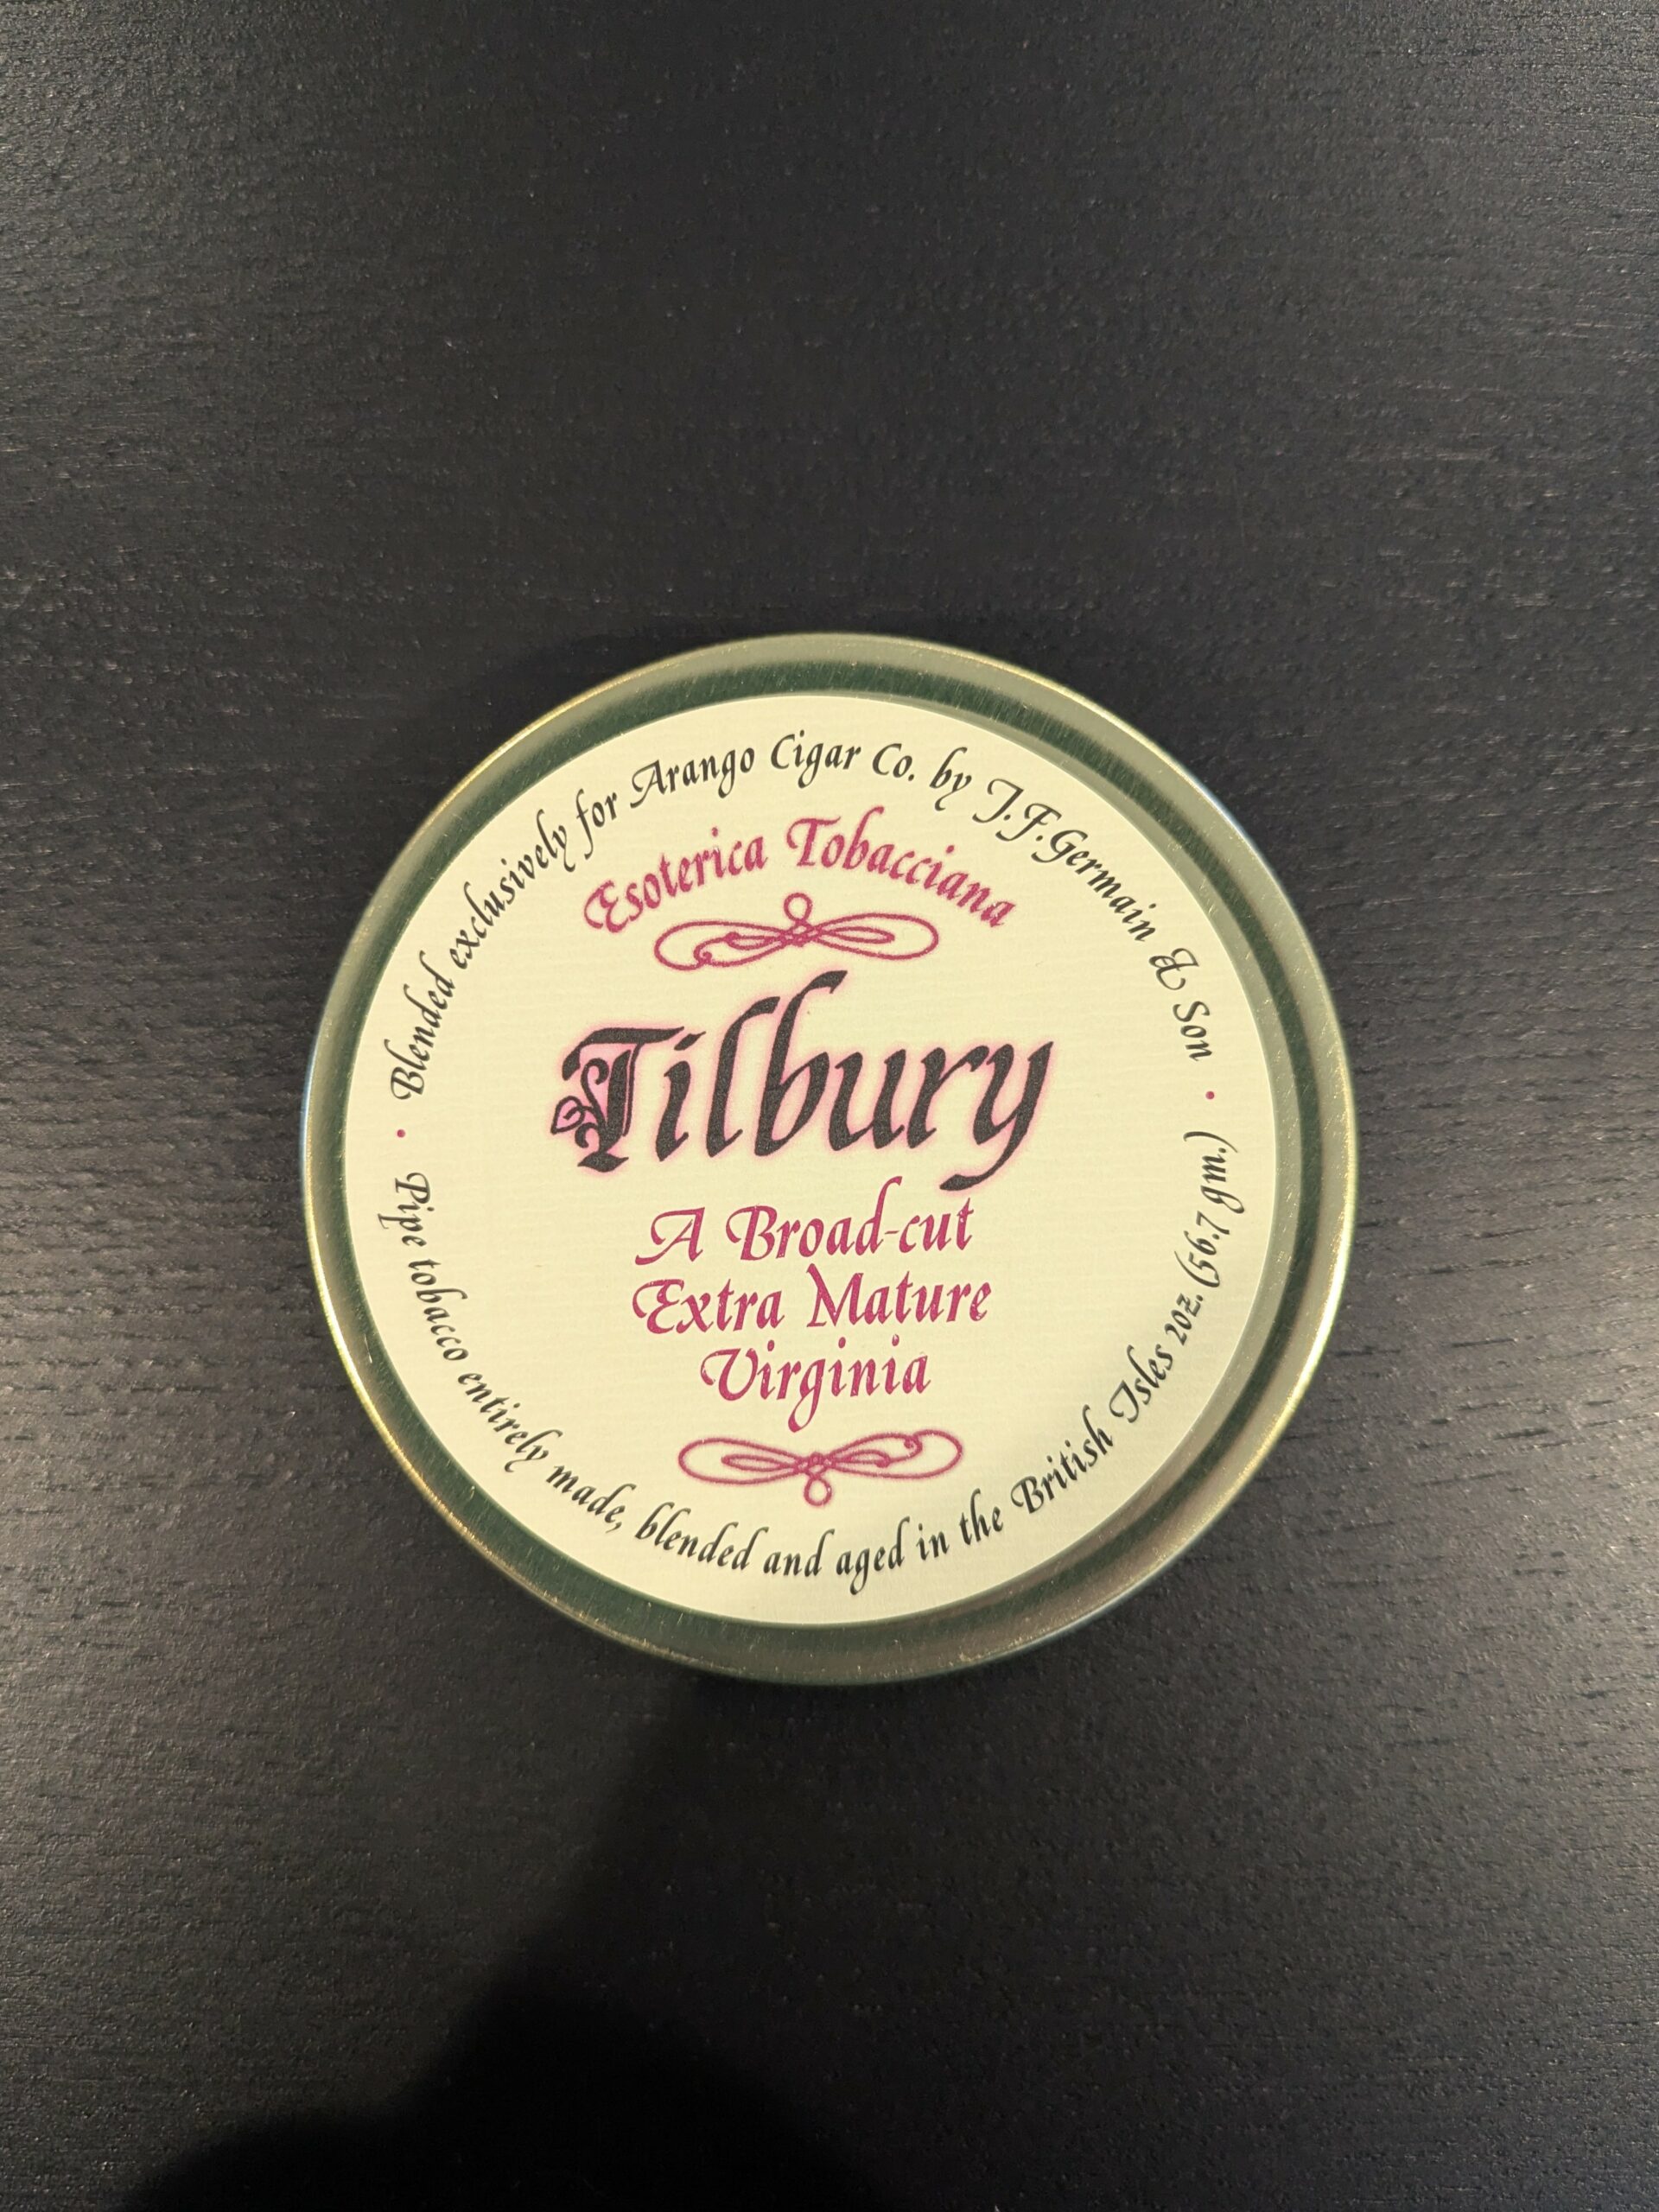 Blended exclusively for Arango Cigar Co. by J.F.Germain & Son
Esoterica Tobacciana
Tilbury
A Broad-cut
Extra Mature
Virginia
Pipe tobacco entirely made, blended and aged in the British Isles 2oz. (56.7 gm.)